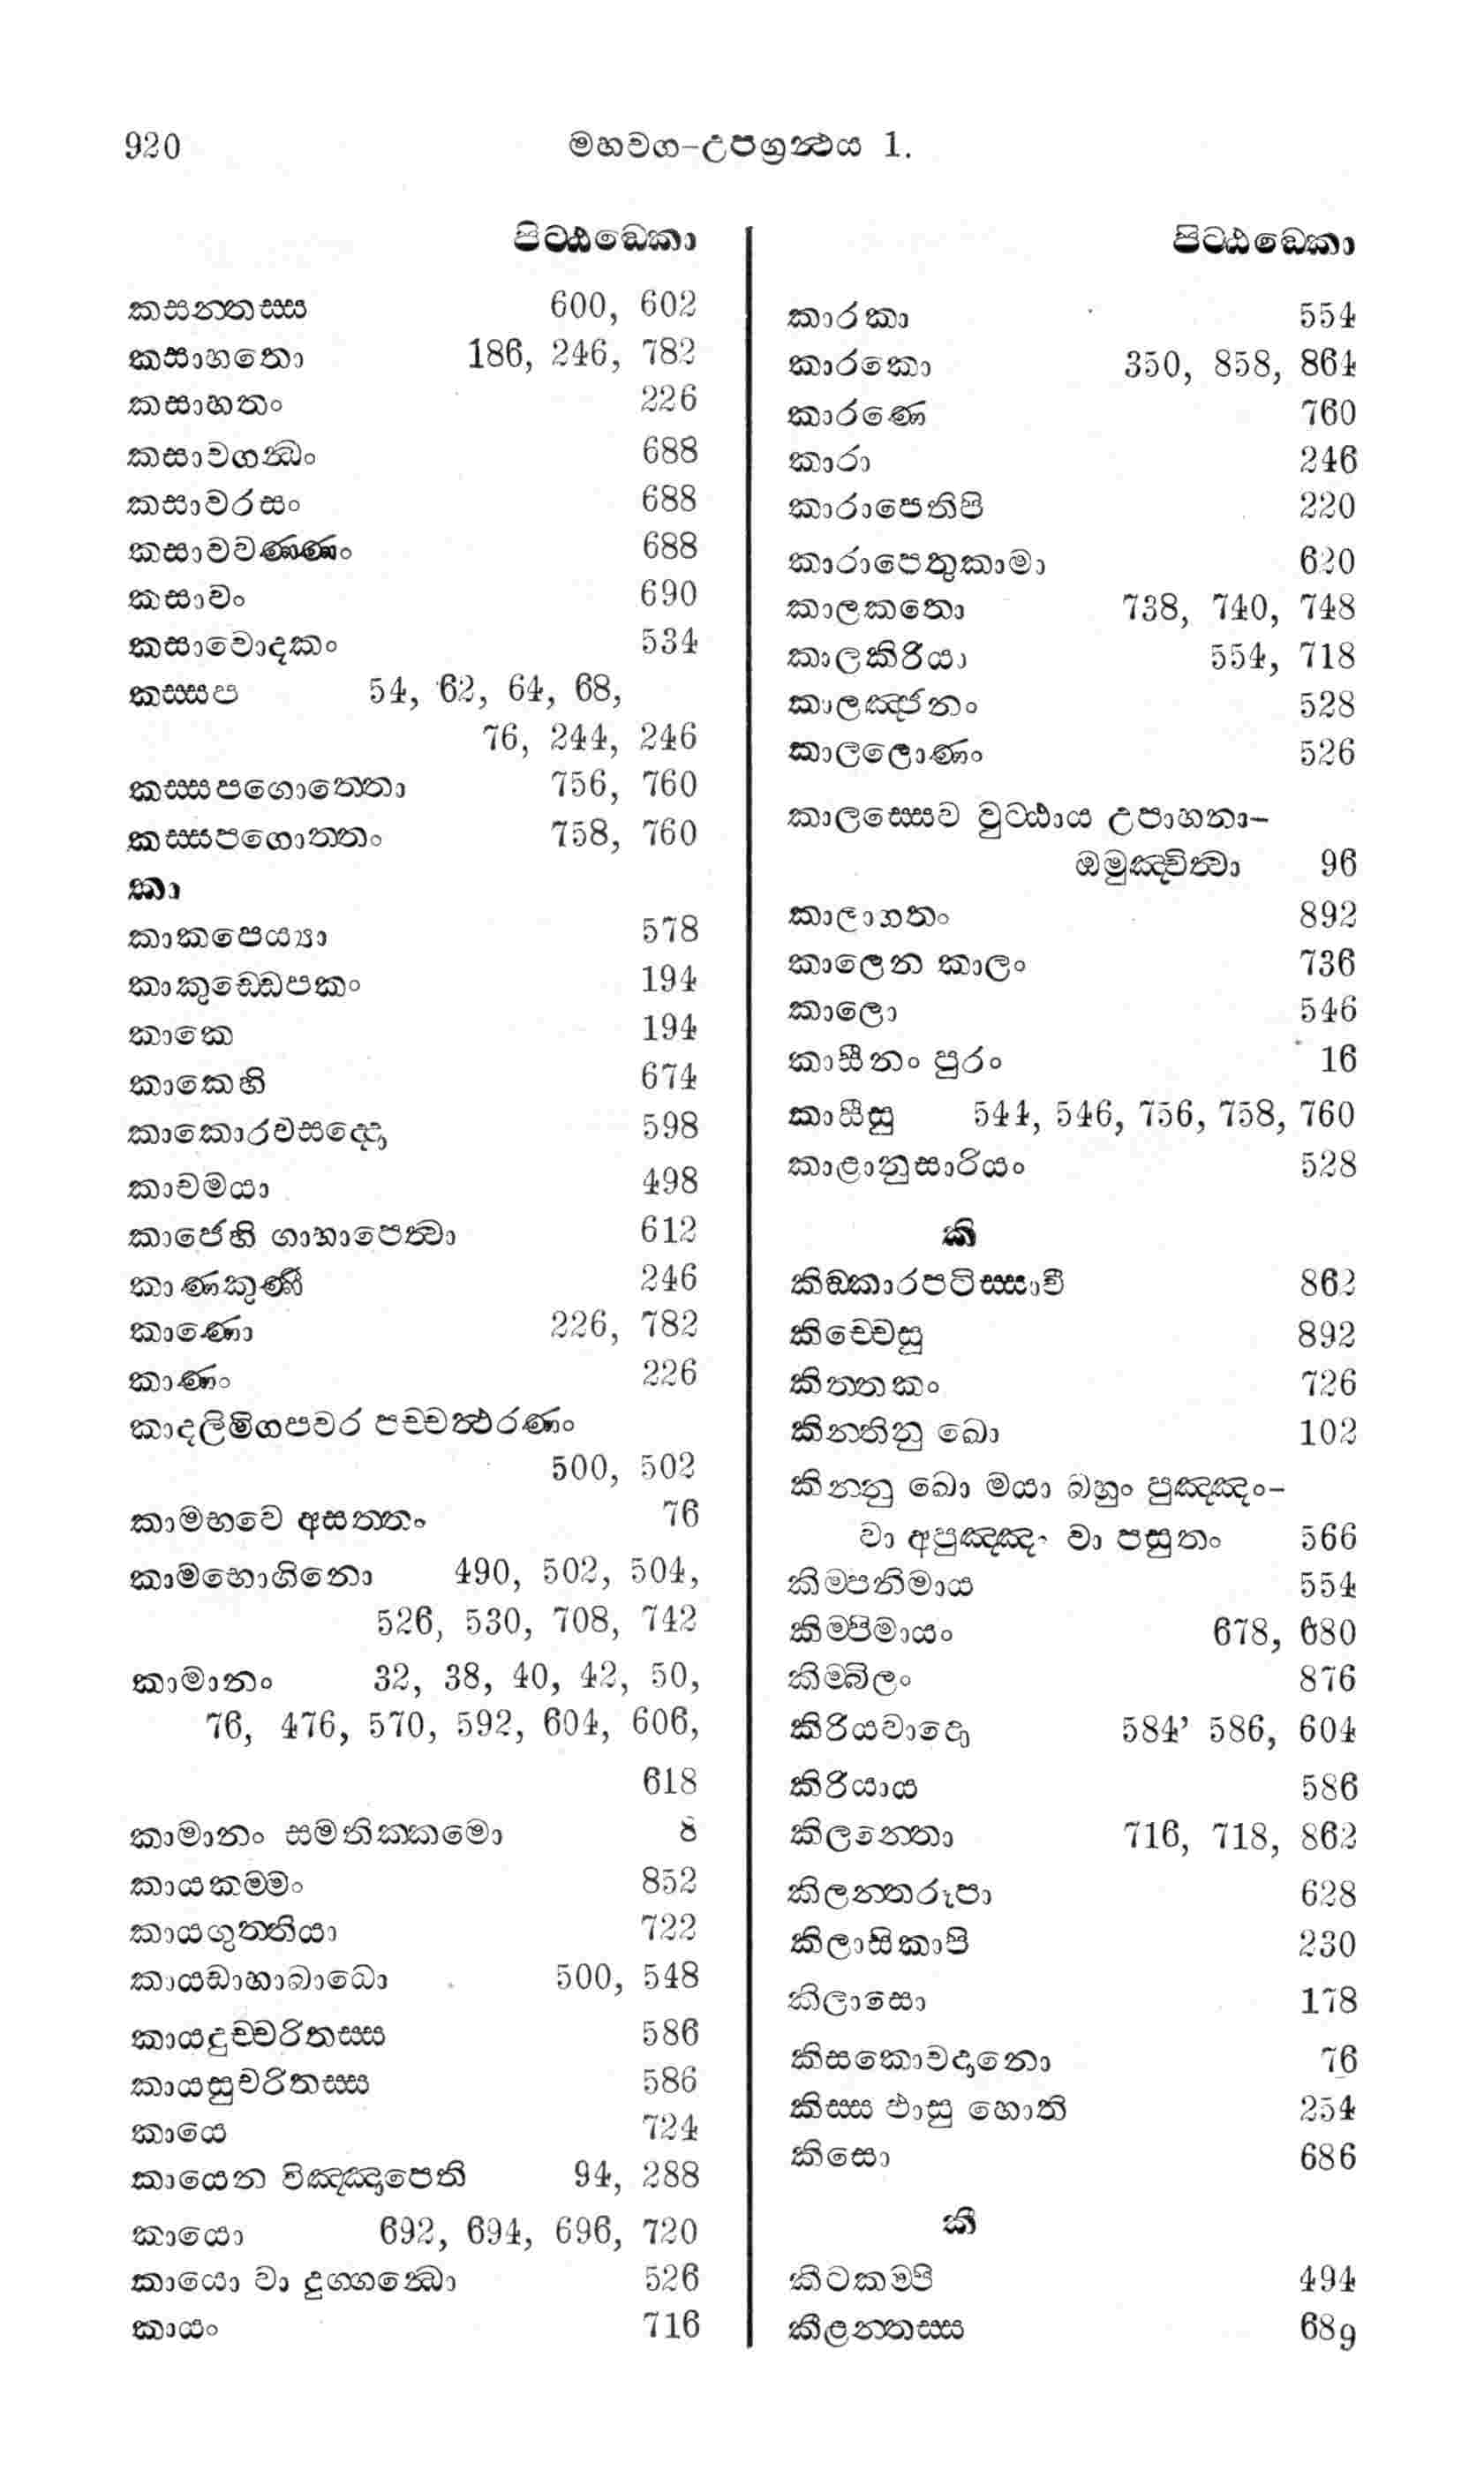 920 මහවග-උපග්‍රන්‍ථය 1.
පිට්ඨඞ්කො
කසන්තස්ස 600, 602
කසාහතො 186, 246, 782
කසාහතං 226
කසාවගන්‍ධං 688
කසාවරසං 688
කසාවවණ්ණං 688
කසාවං 690
කසාවොදකං 534
කස්සප 54, 62, 64, 68,
76, 244, 246
කස්සපගොත්තො 756, 760
කස්සපගොත්තං 758, 760
කා
කාකපෙය්‍යා 578
කාකුඩ්ඩෙපකං 194
කාකෙ 194
කාකෙහි 674
කාකොරවසද්දො 598
කාචමයා 498
කාජෙහි ගාහාපෙත්‍වා 612
කාණකුණී 246
කාණො 226, 782
කාණං 226
කාදලිමිගපවර පච්චත්‍ථරණං
500, 502
කාමභවෙ අසත්තං 76
කාමභොගිනො 490, 502, 504,
526, 530, 708, 742
කාමානං 32, 38, 40, 42, 50,
76, 476, 570, 592, 604, 606,
618
කාමානං සමතික්කමො 8
කායකම්මං 852
කායගුත්තියා 722
කායඩාහාබාධො 500, 548
කායදුච්චරිතස්ස 586
කායසුචරිතස්ස 586
කායෙ 724
කායෙන විඤ්ඤාපෙති 94, 288
කායො 692, 694, 696, 720
කායො වා දුග්ගන්‍ධො 526
කායං 716
පිට්ඨඞ්කො
කාරකා 554
කාරකො 350, 858, 864
කාරණෙ 760
කාරා 246
කාරාපෙතිපි 220
කාරාපෙතුකාමා 620
කාලකතො 738, 740, 748
කාලකිරියා 554, 718
කාලඤ්ජනං 528
කාලලොණං 526
කාලස්සෙව වුට්ඨාය උපාහනා-
ඔමුඤ්චිත්‍වා 96
කාලාගතං 892
කාලෙන කාලං 736
කාලො 546
කාසීනං පුරං 16
කාසීසු 544, 546, 756, 758, 760
කාළානුසාරියං 528
කි
කිඞ්කාරපටිස්සාවී 862
කිච්චෙසු 892
කිත්තකං 726
කින්තිනු ඛො 102
කින්නු ඛො මයා බහුං පුඤ්ඤං-
වා අපුඤ්ඤං වා පසුතං 566
කිම්පනිමාය 554
කිම්පිමායං 678, 680
කිම්බිලං 876
කිරියවාදො 584’ 586, 604
කිරියාය 586
කිලන්තො 716, 718, 862
කිලන්තරූපා 628
කිලාසිකාපි 230
කිලාසො 178
කිසකොවදානො 76
කිස්ස ඵාසු හොති 254
කිසො 686
කී
කීටකම්පි 494
කීළන්තස්ස 689